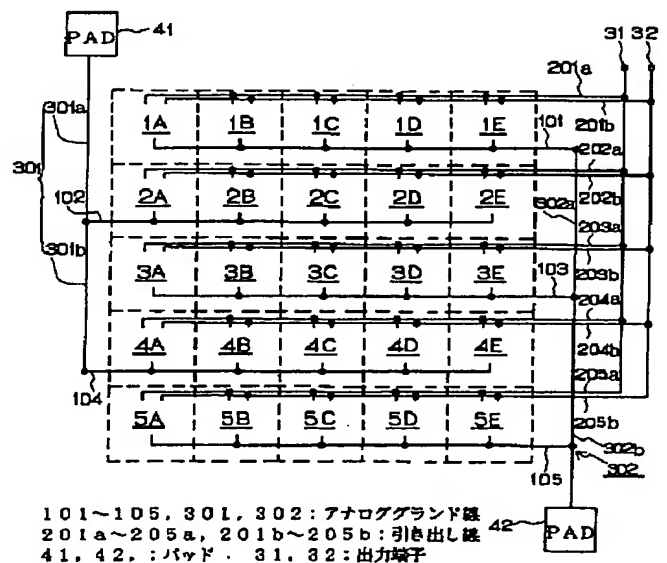 PAD 41
31 32
201a
301a
1A 1B 1C 1D 1E 101 201b
301
202a
102 2A 2B 2C 2D 2E 302a 202b
203a
301b
3A 3B 3C 3D 3E 103 203b
204a
4A 4B 4C 4D 4E 204b
104 205a
5A 5B 5C 5D 5E 205b
302b
105 302
101~105, 301, 302:アナロググランド線
201a~205a, 201b~205b:引き出し線
41, 42, :パッド · 31, 32:出力端子
42 PAD